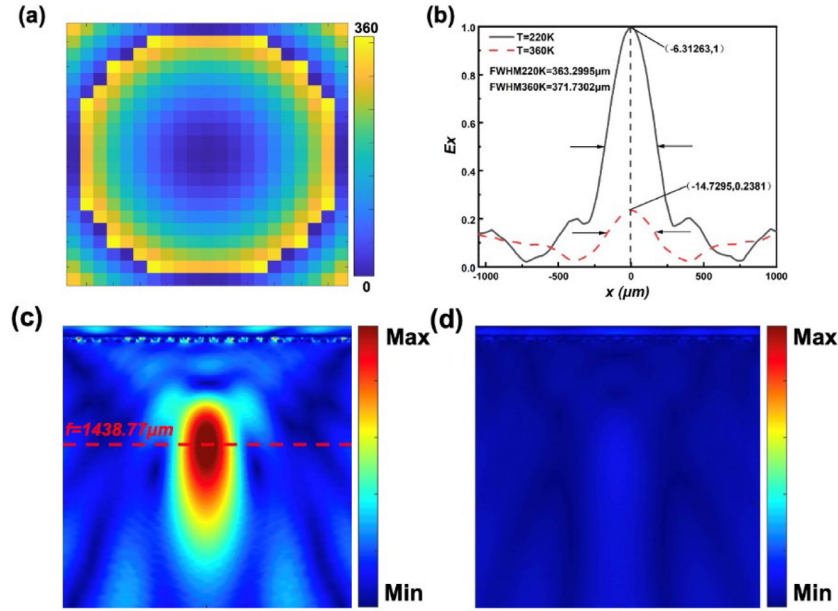 (a)
360
0
(b)
T=220K
T=360K
FWHM220K=363.2995μm
FWHM360K=371.7302μm
(-6.31263,1)
(-14.7295,0.2381)
Ex
1.0
0.8
0.6
0.4
0.2
0.0
-1000
-500
0
500
1000
x (μm)
(c)
f=1438.77μm
Max
Min
(d)
Max
Min